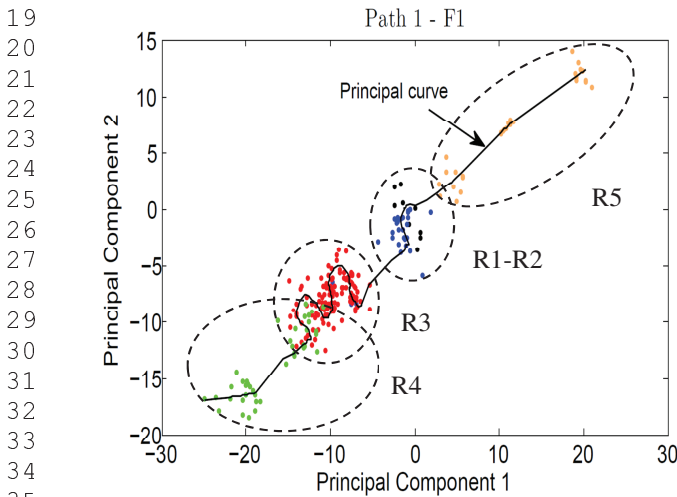 19
20
21
22
23
24
25
26
27
28
29
30
31
32
33
34
Path 1 - F1
15
10
5
0
−5
−10
−15
−20
Principal Component 2
Principal curve
R5
R1-R2
R3
R4
−30 −20 −10 0 10 20 30
Principal Component 1